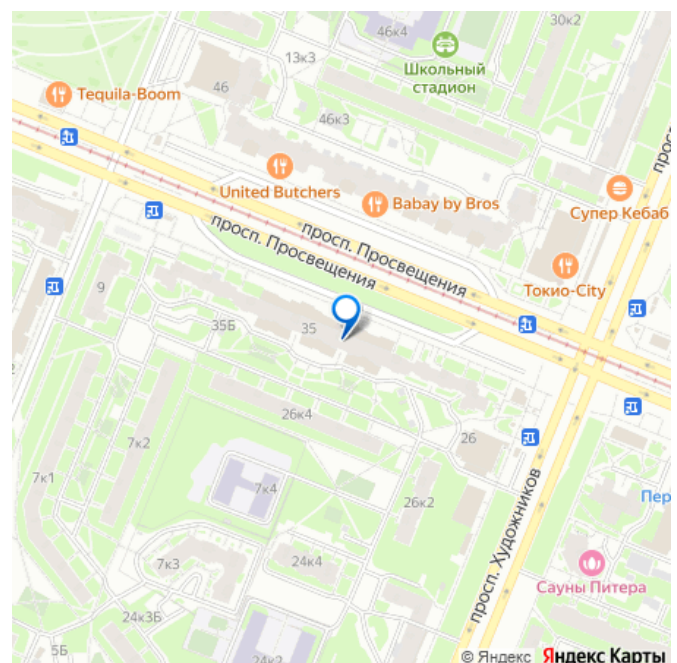 30к2
46к4
Школьный
стадион
13к3
46
Tequila-Boom
46к3
United Butchers
Babay by Bros
Супер Кебаб
просп. Просвещения
просп. Просвещения
Токио-City
9
35Б
35
26к4
26
7к2
7к1
7к4
26к2
просп. Художников
Пер
7к3
24к4
Сауны Питера
24к3Б
5Б
24к2
© Яндекс Яндекс Карты